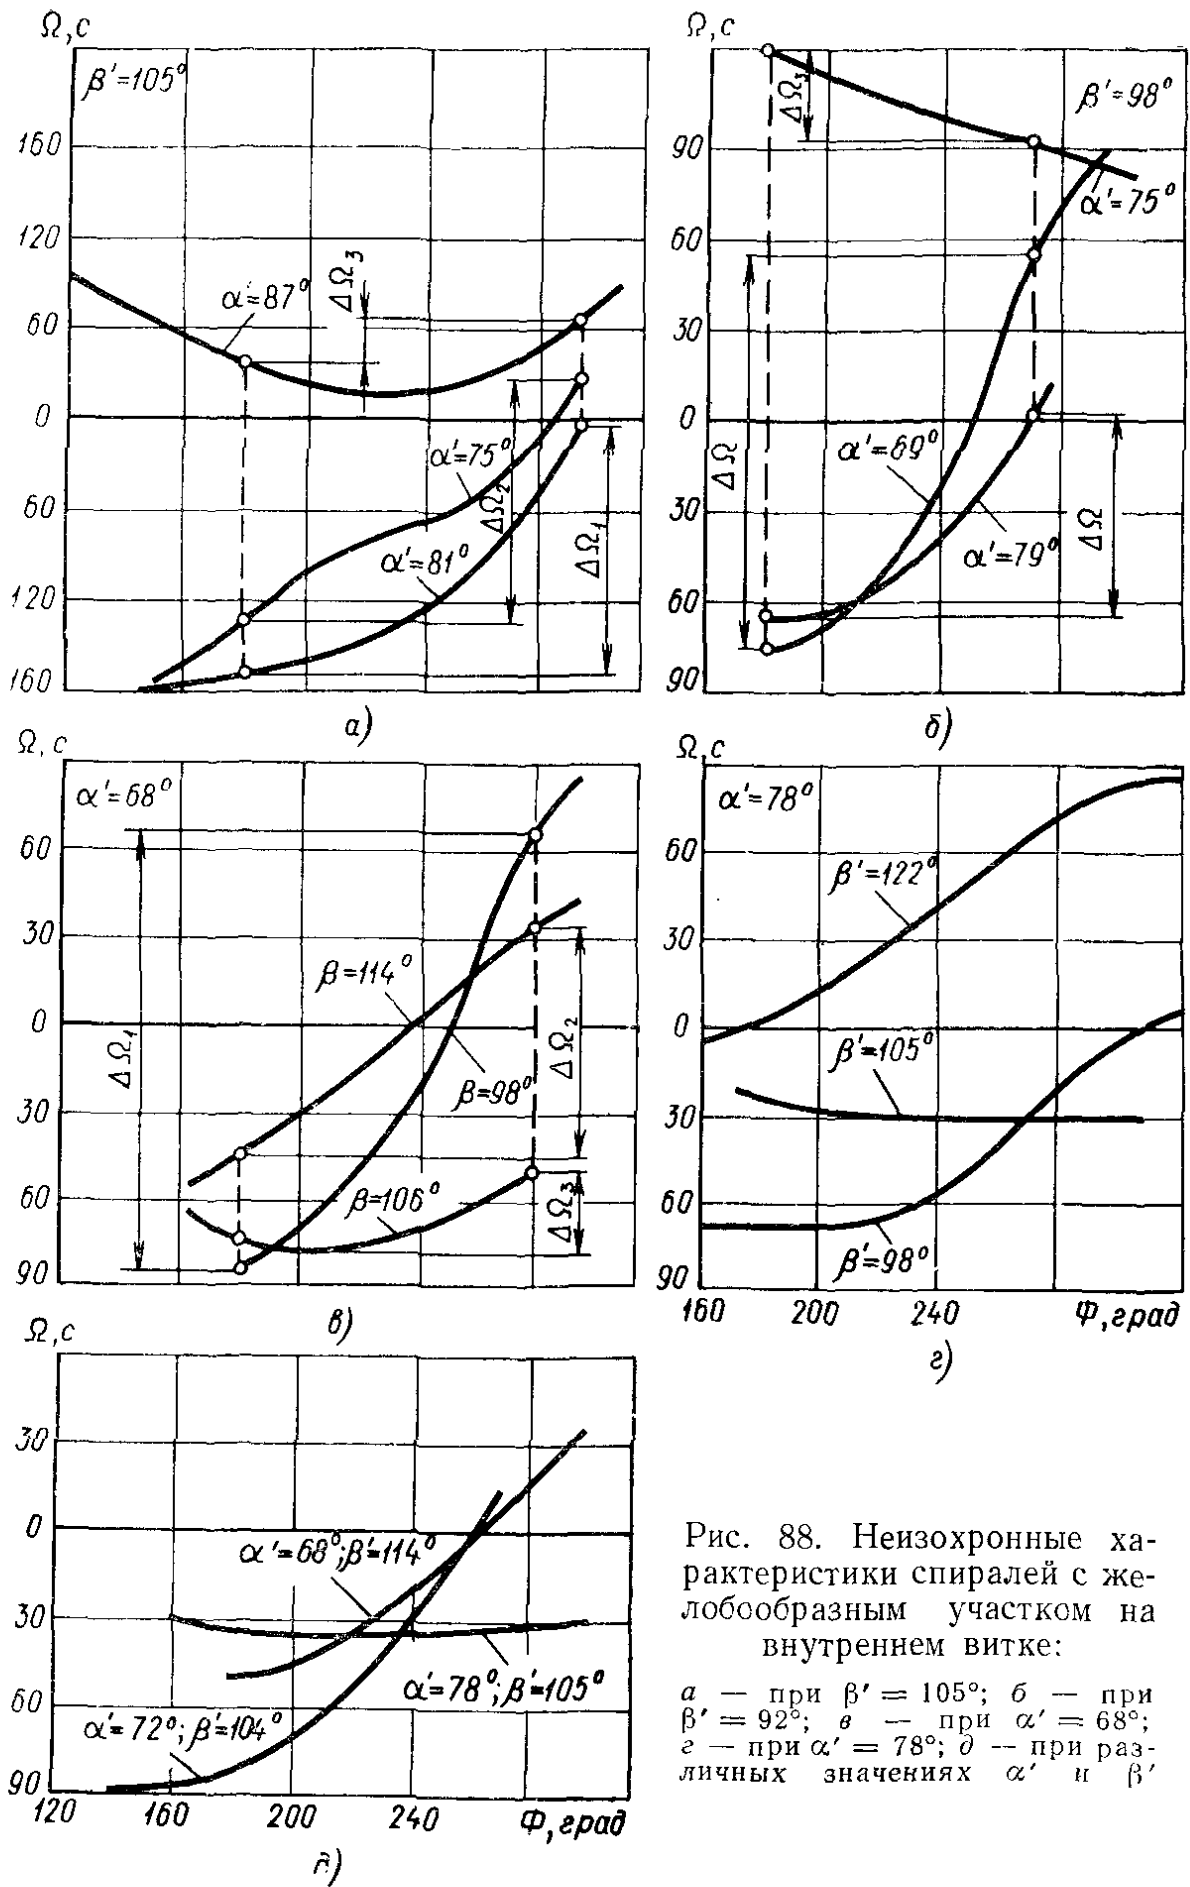 Ω, с
β'=105°
160
120
60
0
60
120
160
α'=87°
ΔΩ₃
α'=75°
ΔΩ₂
α'=81°
ΔΩ₁
а)
Ω, с
β'=98°
90
60
30
0
30
60
90
ΔΩ₃
α'=75°
ΔΩ
α'=69°
α'=79°
ΔΩ
б)
Ω, с
α'=68°
60
30
0
30
60
90
ΔΩ₁
β=114°
β=98°
ΔΩ₂
β=106°
ΔΩ₃
в)
Ω, с
α'=78°
60
30
0
30
60
90
β'=122°
β'=105°
β'=98°
160 200 240 Ф, град
г)
Ω, с
30
0
30
60
90
α'=68°; β'=114°
α'=78°; β'=105°
α'=72°; β'=104°
120 160 200 240 Ф, град
д)
Рис. 88. Неизохронные ха-
рактеристики спиралей с же-
лобообразным участком на
внутреннем витке:
а — при β' = 105°; б — при
β' = 92°; в — при α' = 68°;
г — при α' = 78°; д — при раз-
личных значениях α' и β'